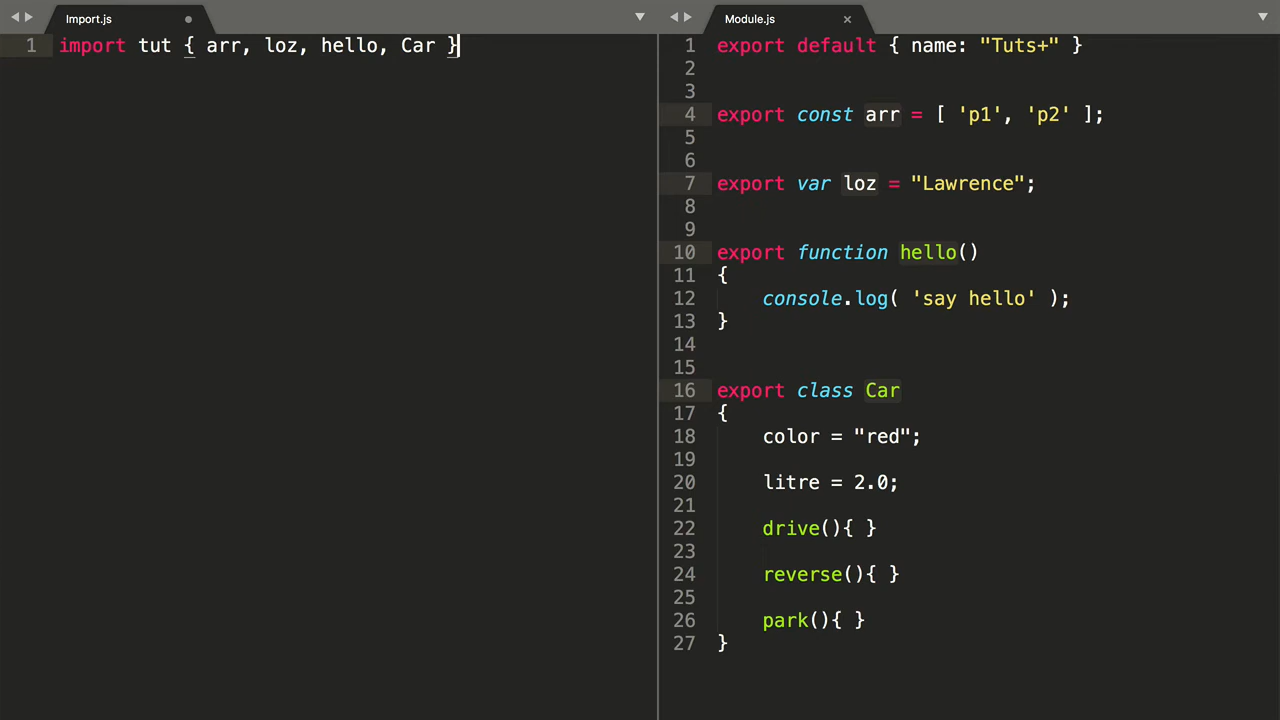 Import.js
1 import tut { arr, loz, hello, Car }
Module.js
1 export default { name: "Tuts+" }
2
3
4 export const arr = [ 'p1', 'p2' ];
5
6
7 export var loz = "Lawrence";
8
9
10 export function hello()
11 {
12 console.log( 'say hello' );
13 }
14
15
16 export class Car
17 {
18 color = "red";
19
20 litre = 2.0;
21
22 drive(){ }
23
24 reverse(){ }
25
26 park(){ }
27 }